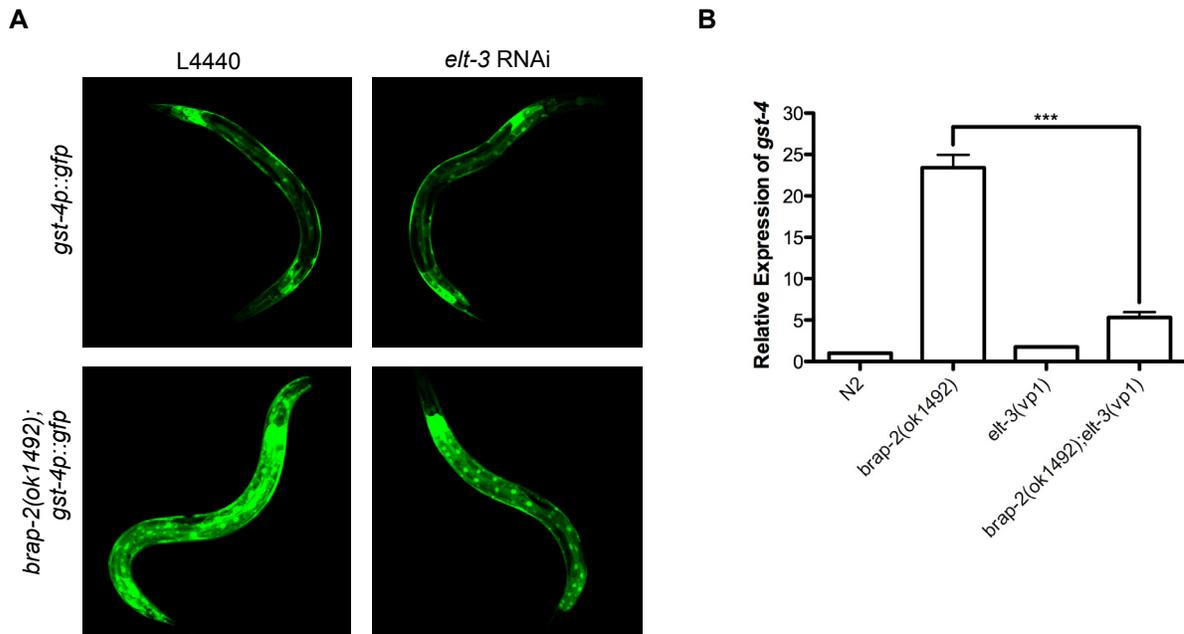 A
B
L4440
elt-3 RNAi
gst-4p::gfp
brap-2(ok1492);
gst-4p::gfp
Relative Expression of gst-4
30
25
20
15
10
5
0
***
N2
brap-2(ok1492)
elt-3(vp1)
brap-2(ok1492);elt-3(vp1)